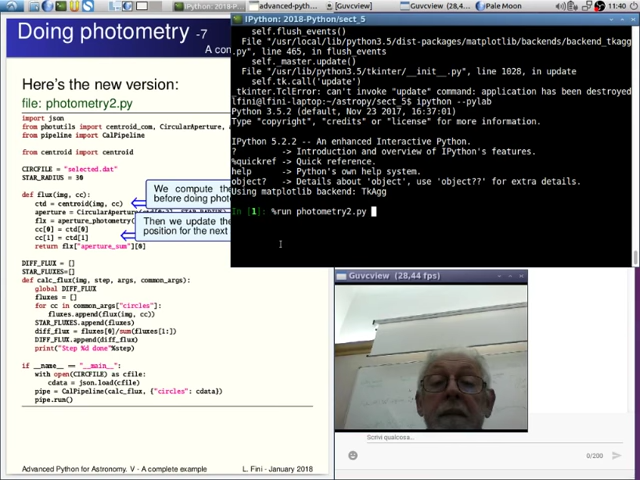 IPython: 2018-P
advanced-pyth...
[Guvcview]
Guvcview (28,...
Pale Moon
11:40
Doing photometry -7
A co
Here's the new version:
file: photometry2.py
import json
from photutils import centroid_com, CircularAperture,
from pipeline import CalPipeline
from centroid import centroid
CIRCFILE = "selected.dat"
STAR_RADIUS = 30
def flux(img, cc):
ctd = centroid(img, cc)
aperture = CircularAperture
flx = aperture_photometry
cc[0] = ctd[0]
cc[1] = ctd[1]
return flx["aperture_sum"][0]
We compute the
before doing pho
Then we update the
position for the next
DIFF_FLUX = []
STAR_FLUXES=[]
def calc_flux(img, step, args, common_args):
global DIFF_FLUX
fluxes = []
for cc in common_args["circles"]:
fluxes.append(flux(img, cc))
STAR_FLUXES.append(fluxes)
diff_flux = fluxes[0]/sum(fluxes[1:])
DIFF_FLUX.append(diff_flux)
print("Step %d done"%step)
if __name__ == "__main__":
with open(CIRCFILE) as cfile:
cdata = json.load(cfile)
pipe = CalPipeline(calc_flux, {"circles": cdata})
pipe.run()
Advanced Python for Astronomy. V - A complete example
L. Fini - January 2018
IPython: 2018-Python/sect_5
self.flush_events()
File "/usr/local/lib/python3.5/dist-packages/matplotlib/backends/backend_tkagg
.py", line 465, in flush_events
self._master.update()
File "/usr/lib/python3.5/tkinter/__init__.py", line 1028, in update
self.tk.call('update')
_tkinter.TclError: can't invoke "update" command: application has been destroyed
lfini@lfini-laptop:~/astropy/sect_5$ ipython --pylab
Python 3.5.2 (default, Nov 23 2017, 16:37:01)
Type "copyright", "credits" or "license" for more information.
IPython 5.2.2 -- An enhanced Interactive Python.
? -> Introduction and overview of IPython's features.
%quickref -> Quick reference.
help -> Python's own help system.
object? -> Details about 'object', use 'object??' for extra details.
Using matplotlib backend: TkAgg
In [1]: %run photometry2.py
Guvcview (28,44 fps)
Scrivi qualcosa...
0/200